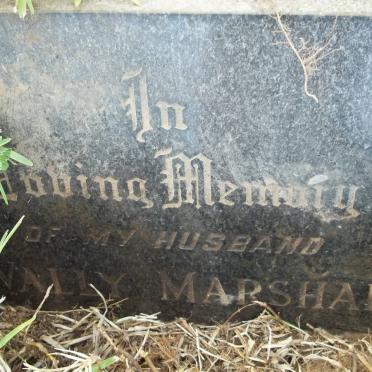 In
Loving Memory
OF MY HUSBAND
MARSHA